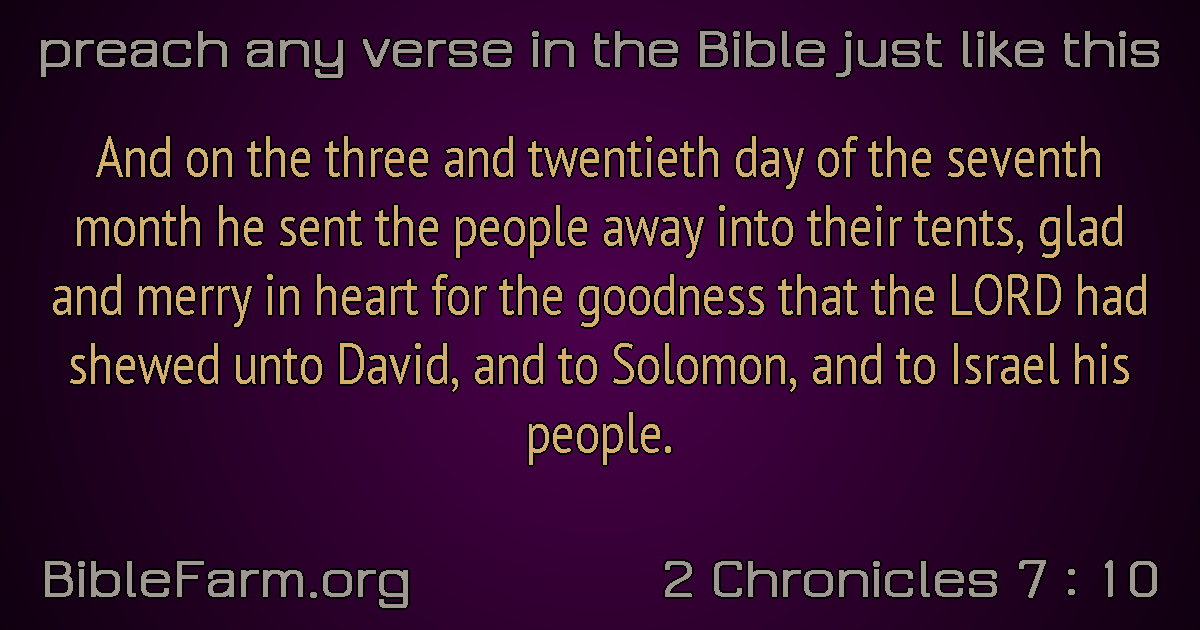 preach any verse in the Bible just like this
And on the three and twentieth day of the seventh
month he sent the people away into their tents, glad
and merry in heart for the goodness that the LORD had
shewed unto David, and to Solomon, and to Israel his
people.
BibleFarm.org
2 Chronicles 7 : 10